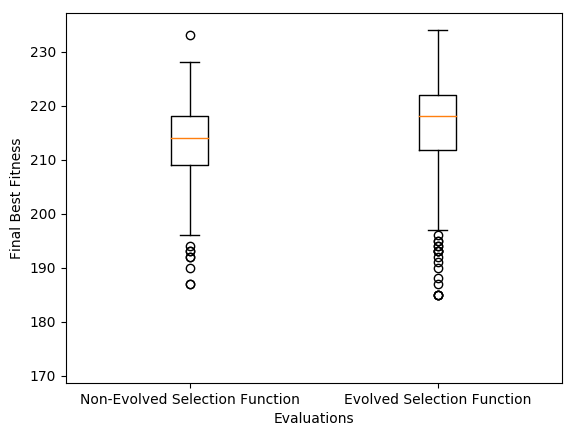 Final Best Fitness
230
220
210
200
190
180
170
Non-Evolved Selection Function
Evolved Selection Function
Evaluations